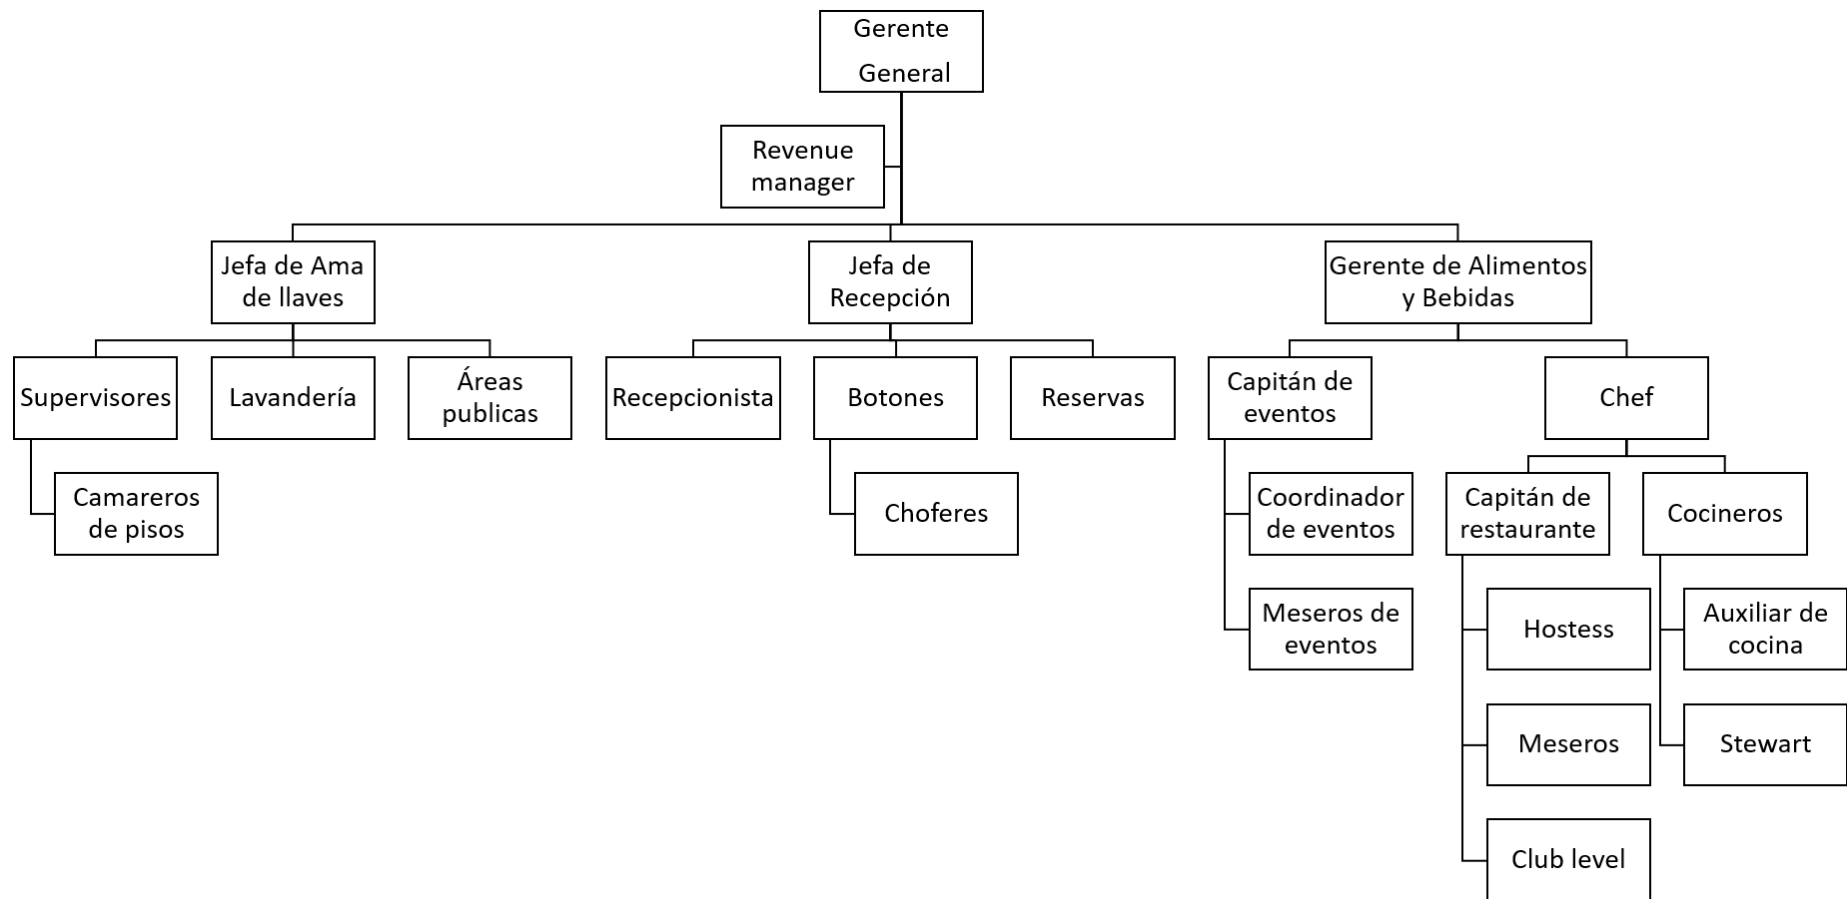 Gerente
General
Revenue
manager
Jefa de Ama
de llaves
Jefa de
Recepción
Gerente de Alimentos
y Bebidas
Supervisores
Lavandería
Áreas
publicas
Recepcionista
Botones
Reservas
Capitán de
eventos
Chef
Camareros
de pisos
Choferes
Coordinador
de eventos
Capitán de
restaurante
Cocineros
Meseros de
eventos
Hostess
Auxiliar de
cocina
Meseros
Stewart
Club level